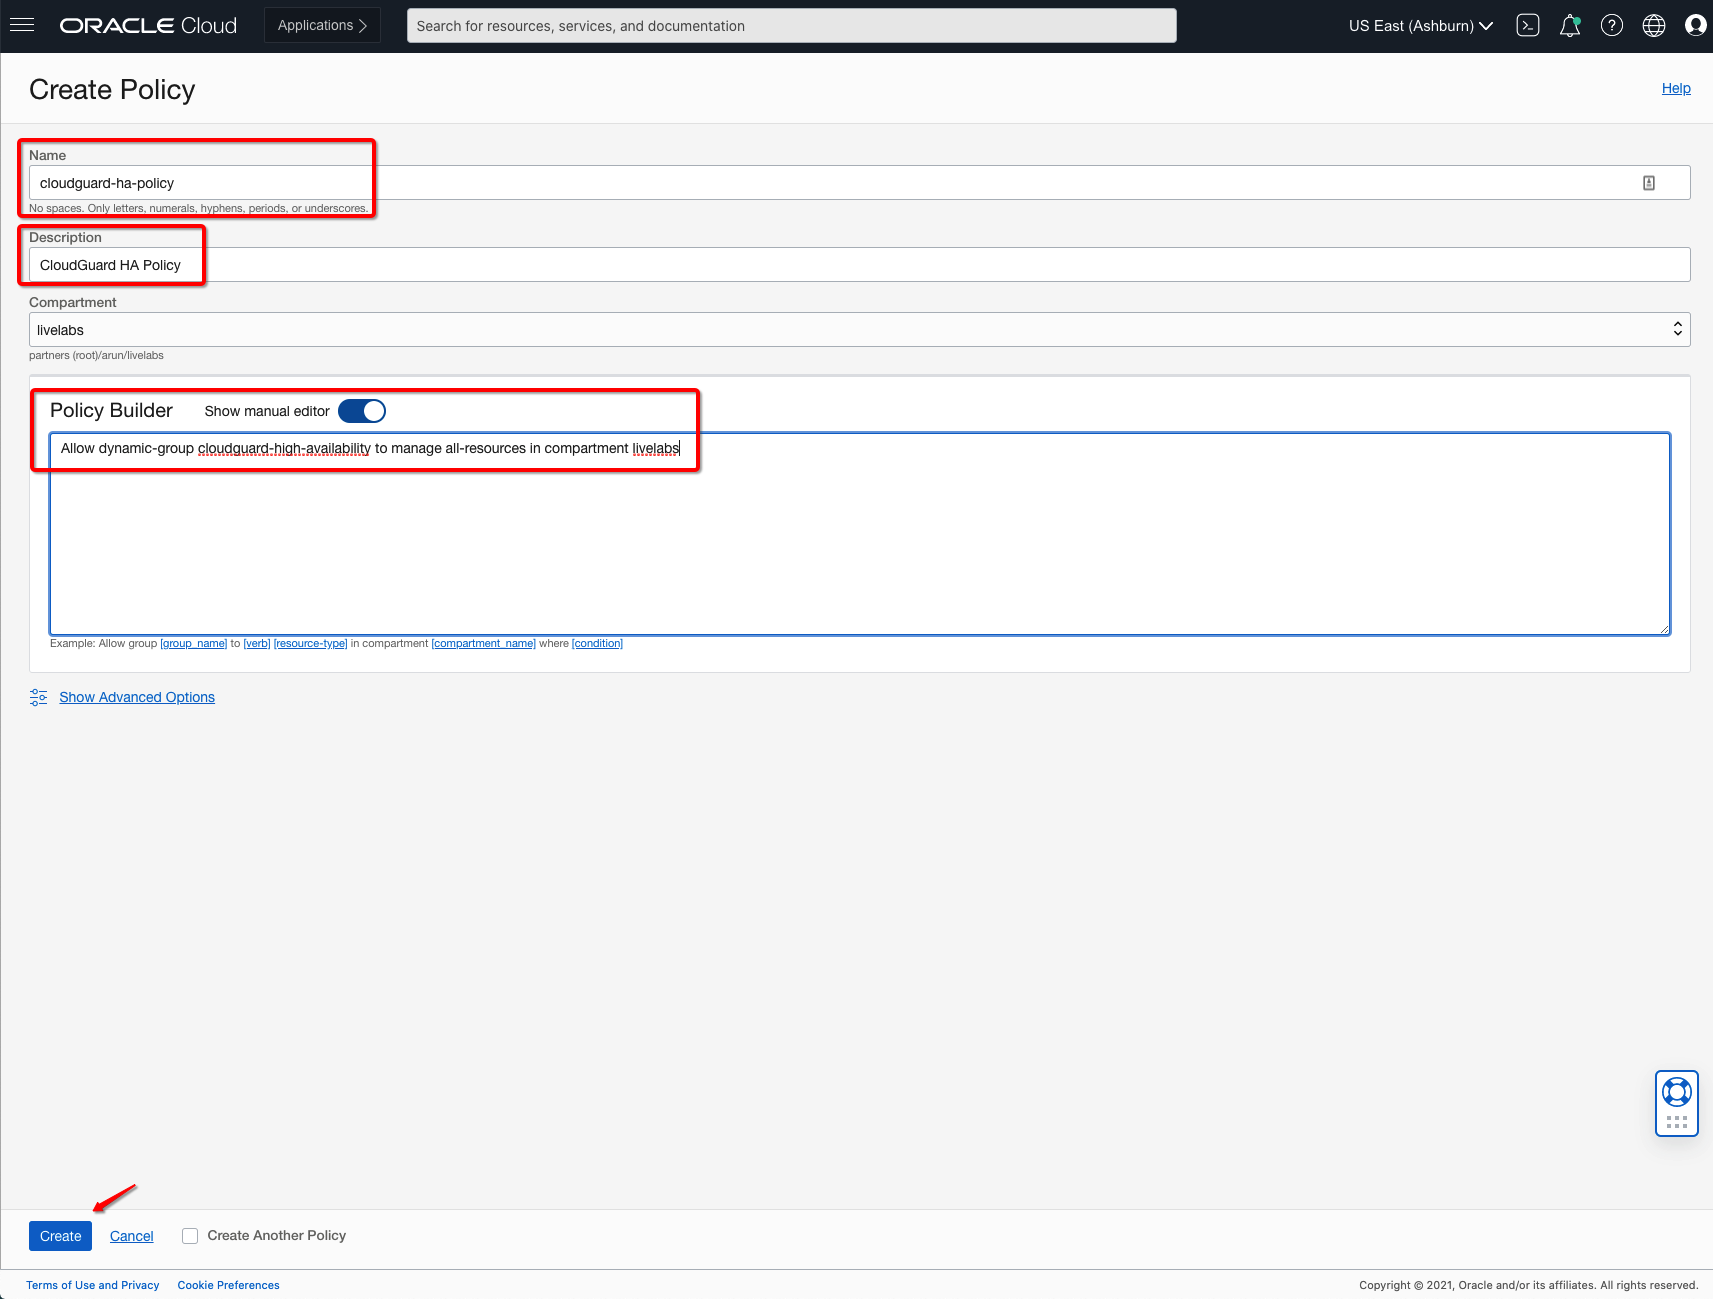 ORACLE Cloud
Applications
Search for resources, services, and documentation
US East (Ashburn)
Create Policy
Help
Name
cloudguard-ha-policy
No spaces. Only letters, numerals, hyphens, periods, or underscores.
Description
CloudGuard HA Policy
Compartment
livelabs
partners (root)/arun/livelabs
Policy Builder
Show manual editor
Allow dynamic-group cloudguard-high-availability to manage all-resources in compartment livelabs
Example: Allow group [group_name] to [verb] [resource-type] in compartment [compartment_name] where [condition]
Show Advanced Options
Create
Cancel
Create Another Policy
Terms of Use and Privacy
Cookie Preferences
Copyright © 2021, Oracle and/or its affiliates. All rights reserved.